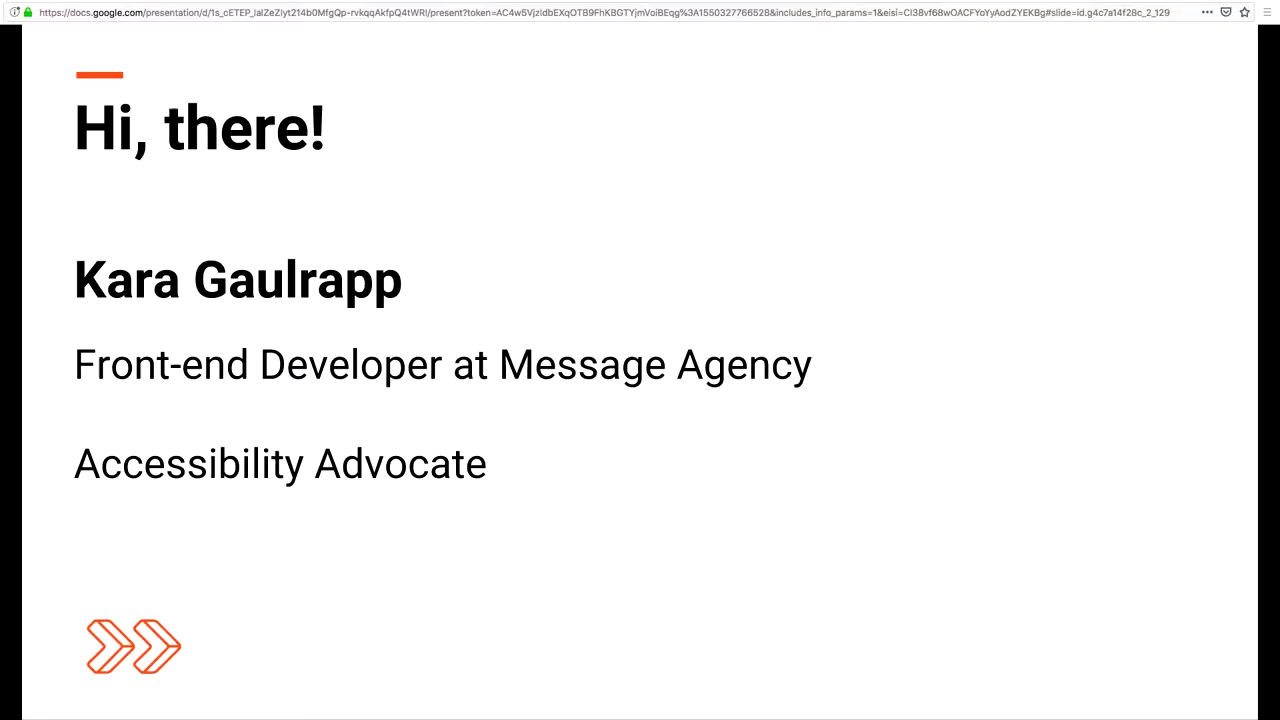 Hi, there!
Kara Gaulrapp
Front-end Developer at Message Agency
Accessibility Advocate